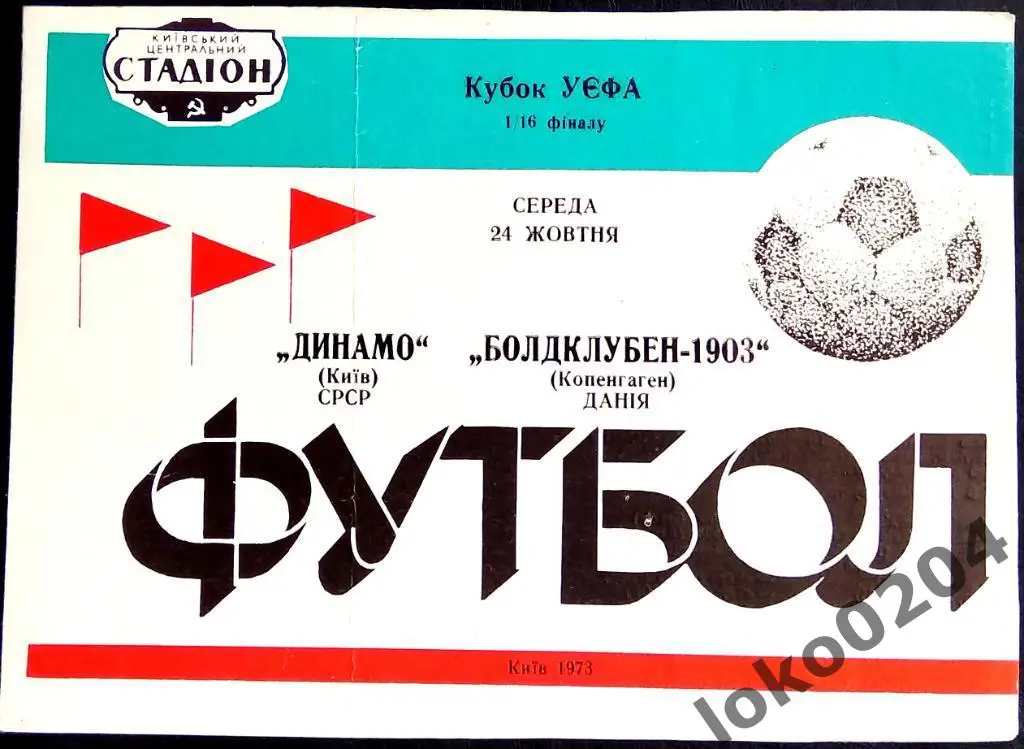 КИЇВСЬКИЙ
ЦЕНТРАЛЬНИЙ
СТАДІОН
Кубок УЄФА
1/16 фіналу
СЕРЕДА
24 ЖОВТНЯ
„ДИНАМО“ „БОЛДКЛУБЕН-1903“
(Київ) (Копенгаген)
СРСР ДАНІЯ
ФУТБОЛ
Київ 1973
loko0204